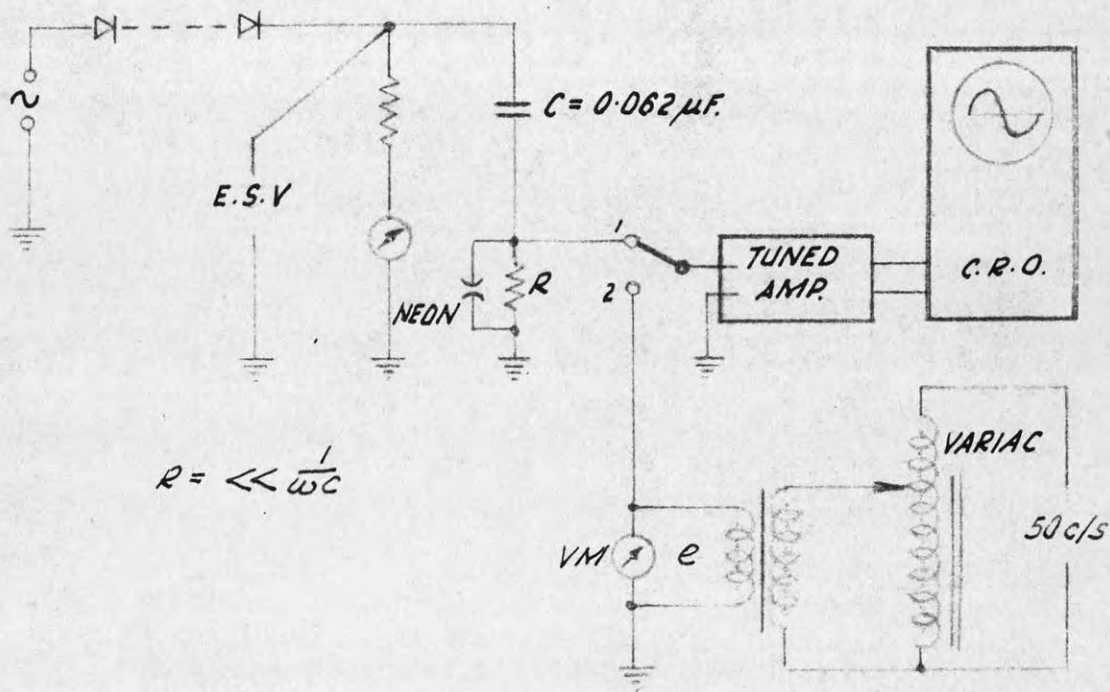 ~
C = 0.062 µF.
E.S.V
1
2
NEON
R
TUNED
AMP.
C.R.O.
R = << 1/ωC
VARIAC
50 c/s
VM
e